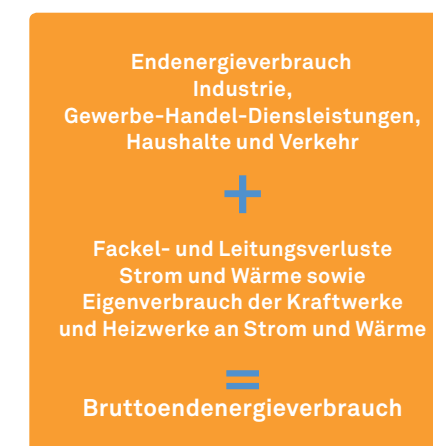 Endenergieverbrauch
Industrie,
Gewerbe-Handel-Diensleistungen,
Haushalte und Verkehr
+
Fackel- und Leitungsverluste
Strom und Wärme sowie
Eigenverbrauch der Kraftwerke
und Heizwerke an Strom und Wärme
=
Bruttoendenergieverbrauch